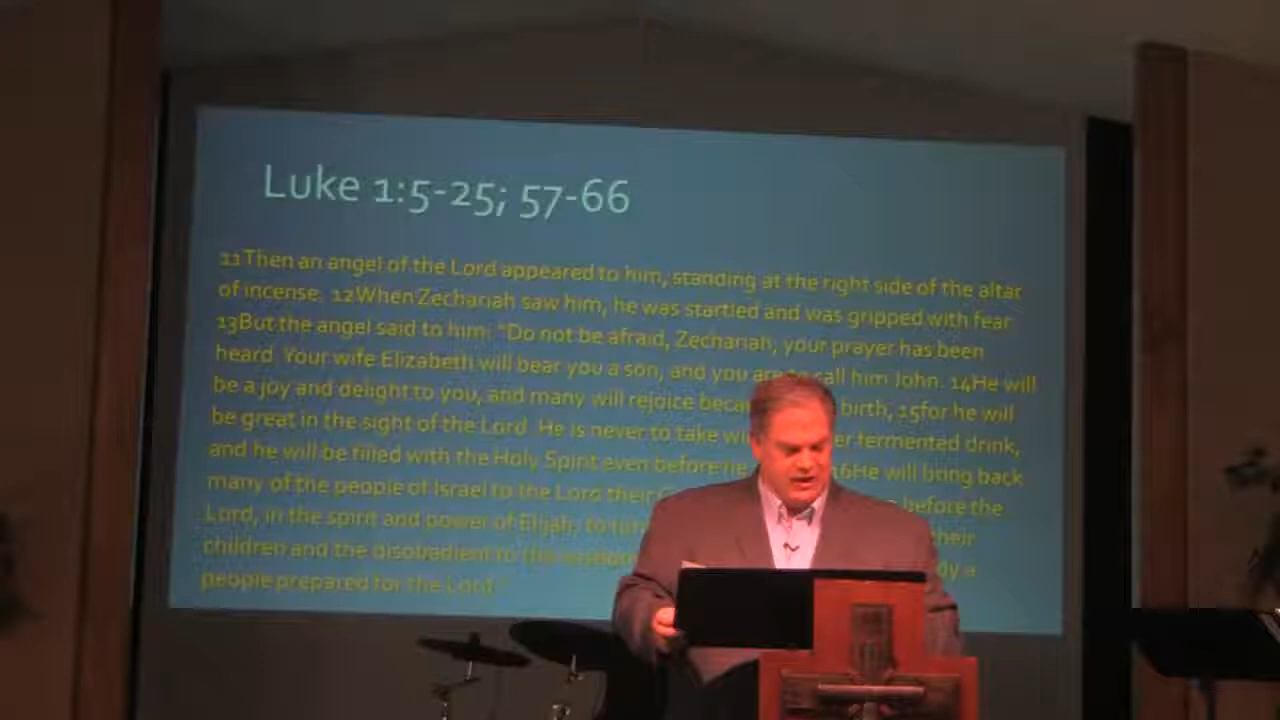 Luke 1:5-25; 57-66
11Then an angel of the Lord appeared to him, standing at the right side of the altar
of incense. 12When Zechariah saw him, he was startled and was gripped with fear.
13But the angel said to him: "Do not be afraid, Zechariah; your prayer has been
heard. Your wife Elizabeth will bear you a son, and you are to call him John. 14He will
be a joy and delight to you, and many will rejoice birth, 15for he will
be great in the sight of the Lord. He is never to take fermented drink,
and he will be filled with the Holy Spirit even before 16He will bring back
many of the people of Israel to the Lord their before the
Lord, in the spirit and power of Elijah, to their
children and the disobedient to the a
people prepared for the Lord."